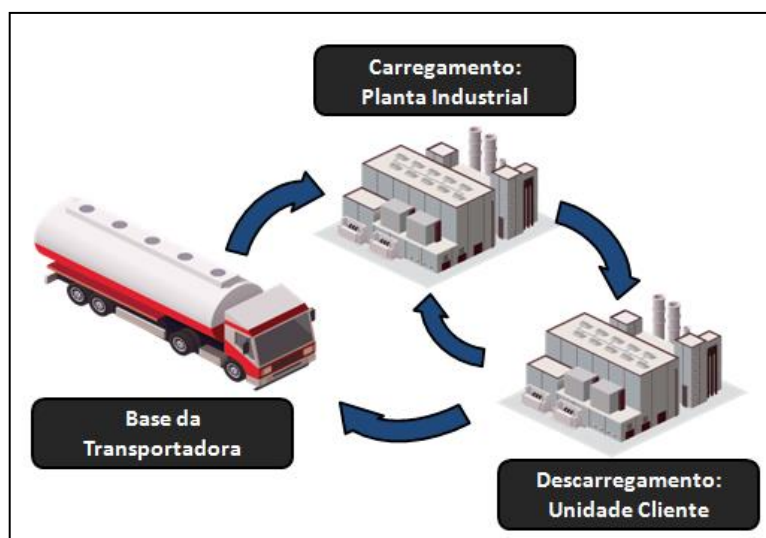 Carregamento:
Planta Industrial
Base da
Transportadora
Descarregamento:
Unidade Cliente